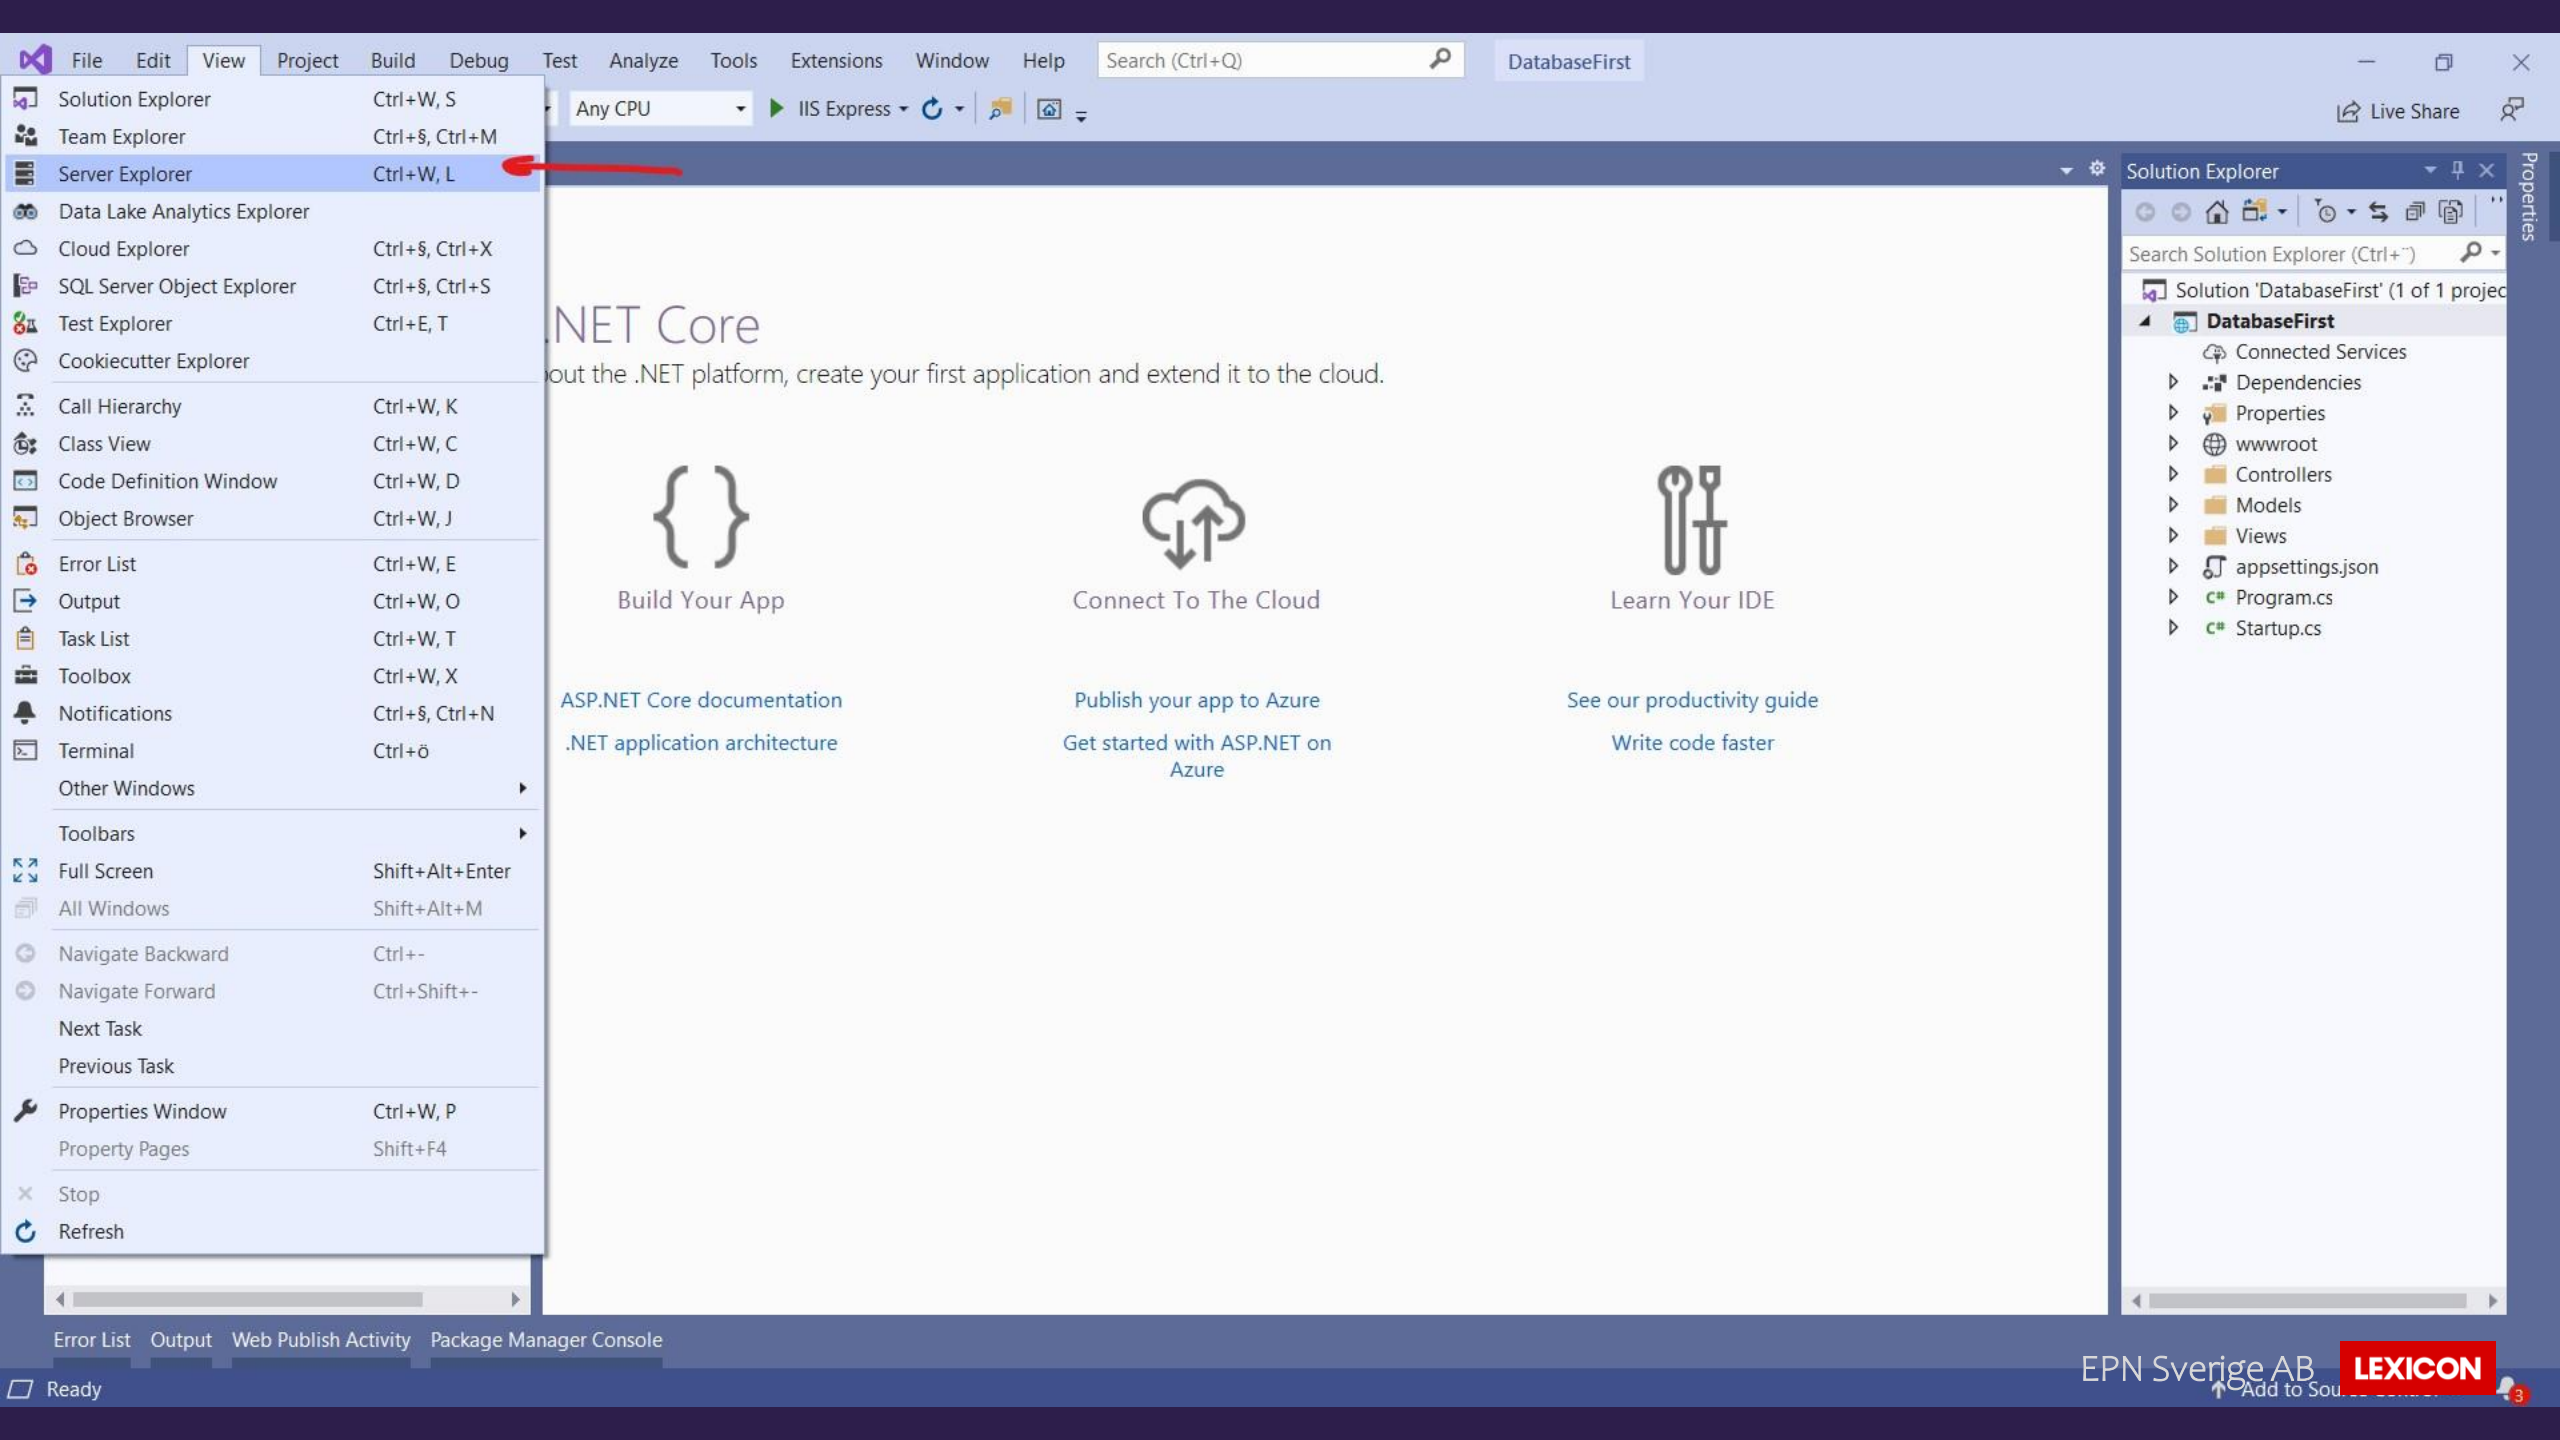 File Edit View Project Build Debug Test Analyze Tools Extensions Window Help Search (Ctrl+Q) DatabaseFirst
Any CPU IIS Express Live Share
Solution Explorer Ctrl+W, S
Team Explorer Ctrl+§, Ctrl+M
Server Explorer Ctrl+W, L
Data Lake Analytics Explorer
Cloud Explorer Ctrl+§, Ctrl+X
SQL Server Object Explorer Ctrl+§, Ctrl+S
Test Explorer Ctrl+E, T
Cookiecutter Explorer
Call Hierarchy Ctrl+W, K
Class View Ctrl+W, C
Code Definition Window Ctrl+W, D
Object Browser Ctrl+W, J
Error List Ctrl+W, E
Output Ctrl+W, O
Task List Ctrl+W, T
Toolbox Ctrl+W, X
Notifications Ctrl+§, Ctrl+N
Terminal Ctrl+ö
Other Windows
Toolbars
Full Screen Shift+Alt+Enter
All Windows Shift+Alt+M
Navigate Backward Ctrl+-
Navigate Forward Ctrl+Shift+-
Next Task
Previous Task
Properties Window Ctrl+W, P
Property Pages Shift+F4
Stop
Refresh
.NET Core
out the .NET platform, create your first application and extend it to the cloud.
Build Your App
ASP.NET Core documentation
.NET application architecture
Connect To The Cloud
Publish your app to Azure
Get started with ASP.NET on
Azure
Learn Your IDE
See our productivity guide
Write code faster
Solution Explorer
Search Solution Explorer (Ctrl+¨)
Solution 'DatabaseFirst' (1 of 1 projec
DatabaseFirst
Connected Services
Dependencies
Properties
wwwroot
Controllers
Models
Views
appsettings.json
C# Program.cs
C# Startup.cs
Properties
Error List Output Web Publish Activity Package Manager Console
EPN Sverige AB LEXICON
Ready
Add to Sou
3